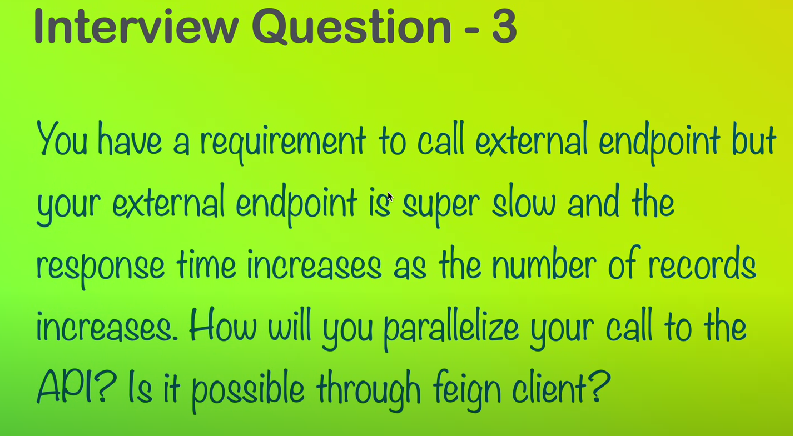 Interview Question - 3
You have a requirement to call external endpoint but
your external endpoint is super slow and the
response time increases as the number of records
increases. How will you parallelize your call to the
API? Is it possible through feign client?